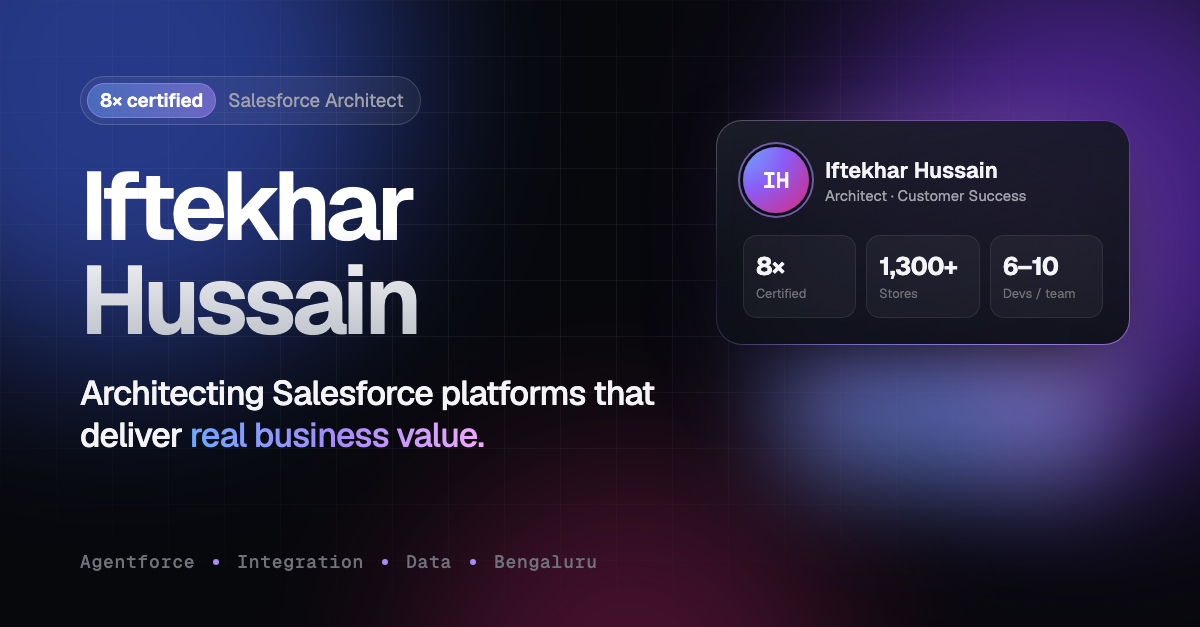 8× certified Salesforce Architect
Iftekhar
Hussain
Architecting Salesforce platforms that
deliver real business value.
Agentforce • Integration • Data • Bengaluru
IH
Iftekhar Hussain
Architect · Customer Success
8× 1,300+ 6–10
Certified Stores Devs / team